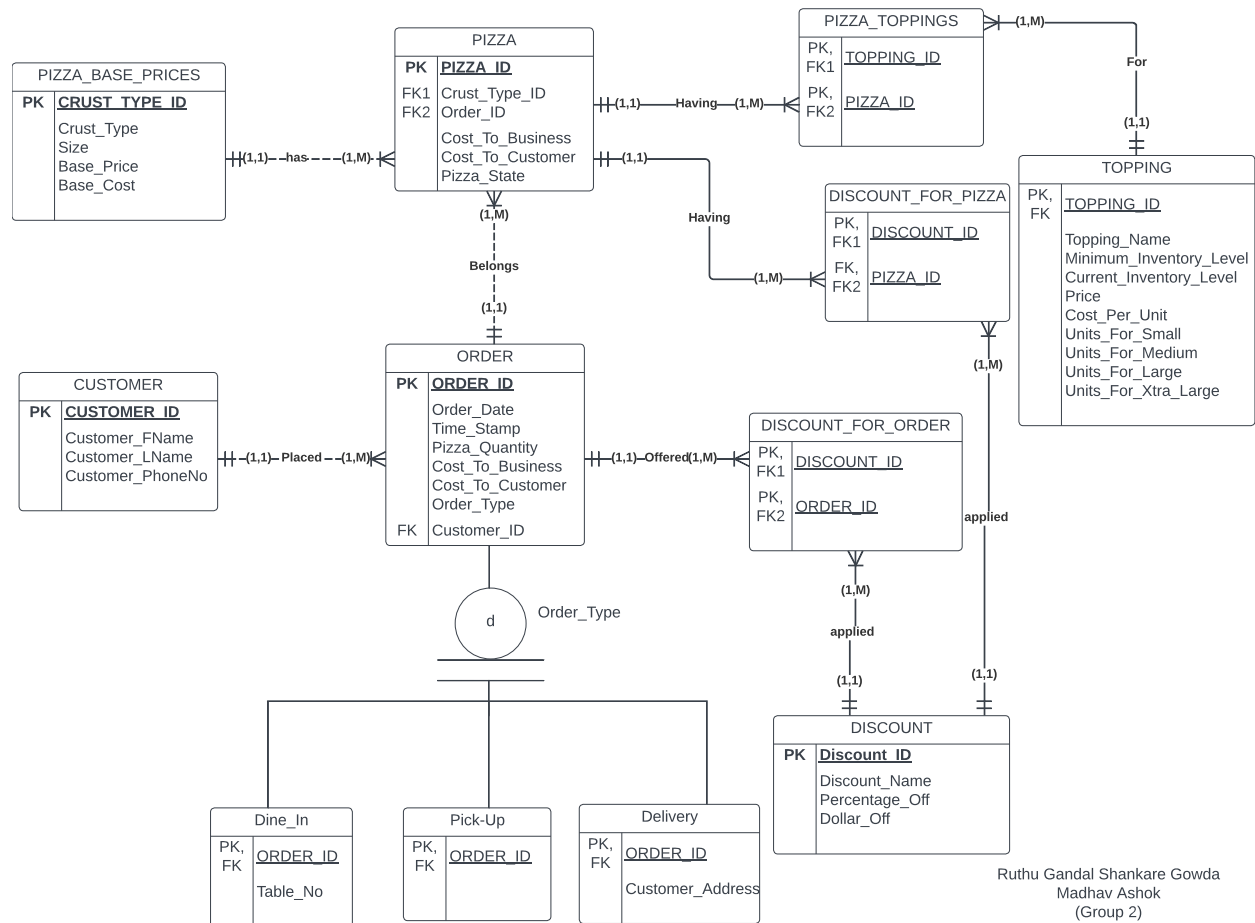 PIZZA_BASE_PRICES
PK CRUST_TYPE_ID
Crust_Type
Size
Base_Price
Base_Cost
(1,1) has (1,M)
PIZZA
PK PIZZA_ID
FK1 Crust_Type_ID
FK2 Order_ID
Cost_To_Business
Cost_To_Customer
Pizza_State
(1,1) Having (1,M)
PIZZA_TOPPINGS
PK,
FK1 TOPPING_ID
PK,
FK2 PIZZA_ID
(1,M)
For
(1,1)
TOPPING
PK,
FK TOPPING_ID
Topping_Name
Minimum_Inventory_Level
Current_Inventory_Level
Price
Cost_Per_Unit
Units_For_Small
Units_For_Medium
Units_For_Large
Units_For_Xtra_Large
(1,1)
Having
(1,M)
DISCOUNT_FOR_PIZZA
PK,
FK1 DISCOUNT_ID
FK,
FK2 PIZZA_ID
(1,M)
applied
(1,1)
(1,M)
Belongs
(1,1)
CUSTOMER
PK CUSTOMER_ID
Customer_FName
Customer_LName
Customer_PhoneNo
(1,1) Placed (1,M)
ORDER
PK ORDER_ID
Order_Date
Time_Stamp
Pizza_Quantity
Cost_To_Business
Cost_To_Customer
Order_Type
FK Customer_ID
(1,1) Offered (1,M)
DISCOUNT_FOR_ORDER
PK,
FK1 DISCOUNT_ID
PK,
FK2 ORDER_ID
(1,M)
applied
(1,1)
d
Order_Type
DISCOUNT
PK Discount_ID
Discount_Name
Percentage_Off
Dollar_Off
Dine_In
PK,
FK ORDER_ID
Table_No
Pick-Up
PK,
FK ORDER_ID
Delivery
PK,
FK ORDER_ID
Customer_Address
Ruthu Gandal Shankare Gowda
Madhav Ashok
(Group 2)